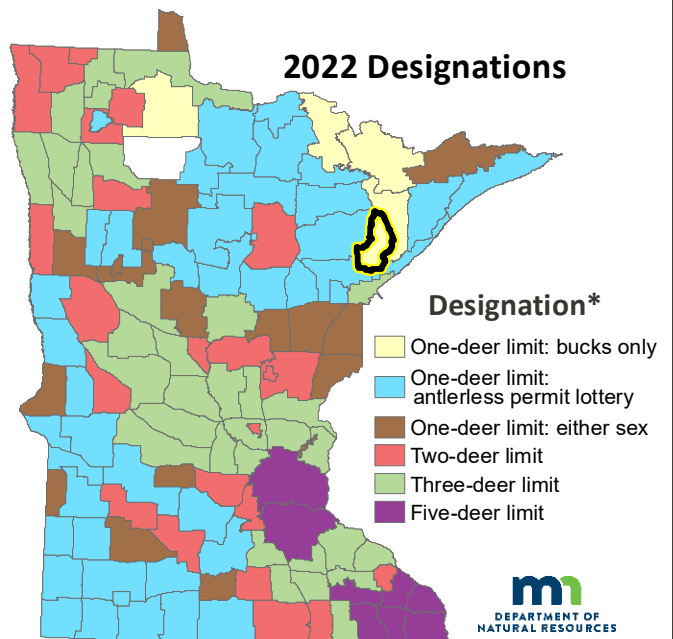 2022 Designations
Designation*
One-deer limit: bucks only
One-deer limit:
antlerless permit lottery
One-deer limit: either sex
Two-deer limit
Three-deer limit
Five-deer limit
mn
DEPARTMENT OF
NATURAL RESOURCES